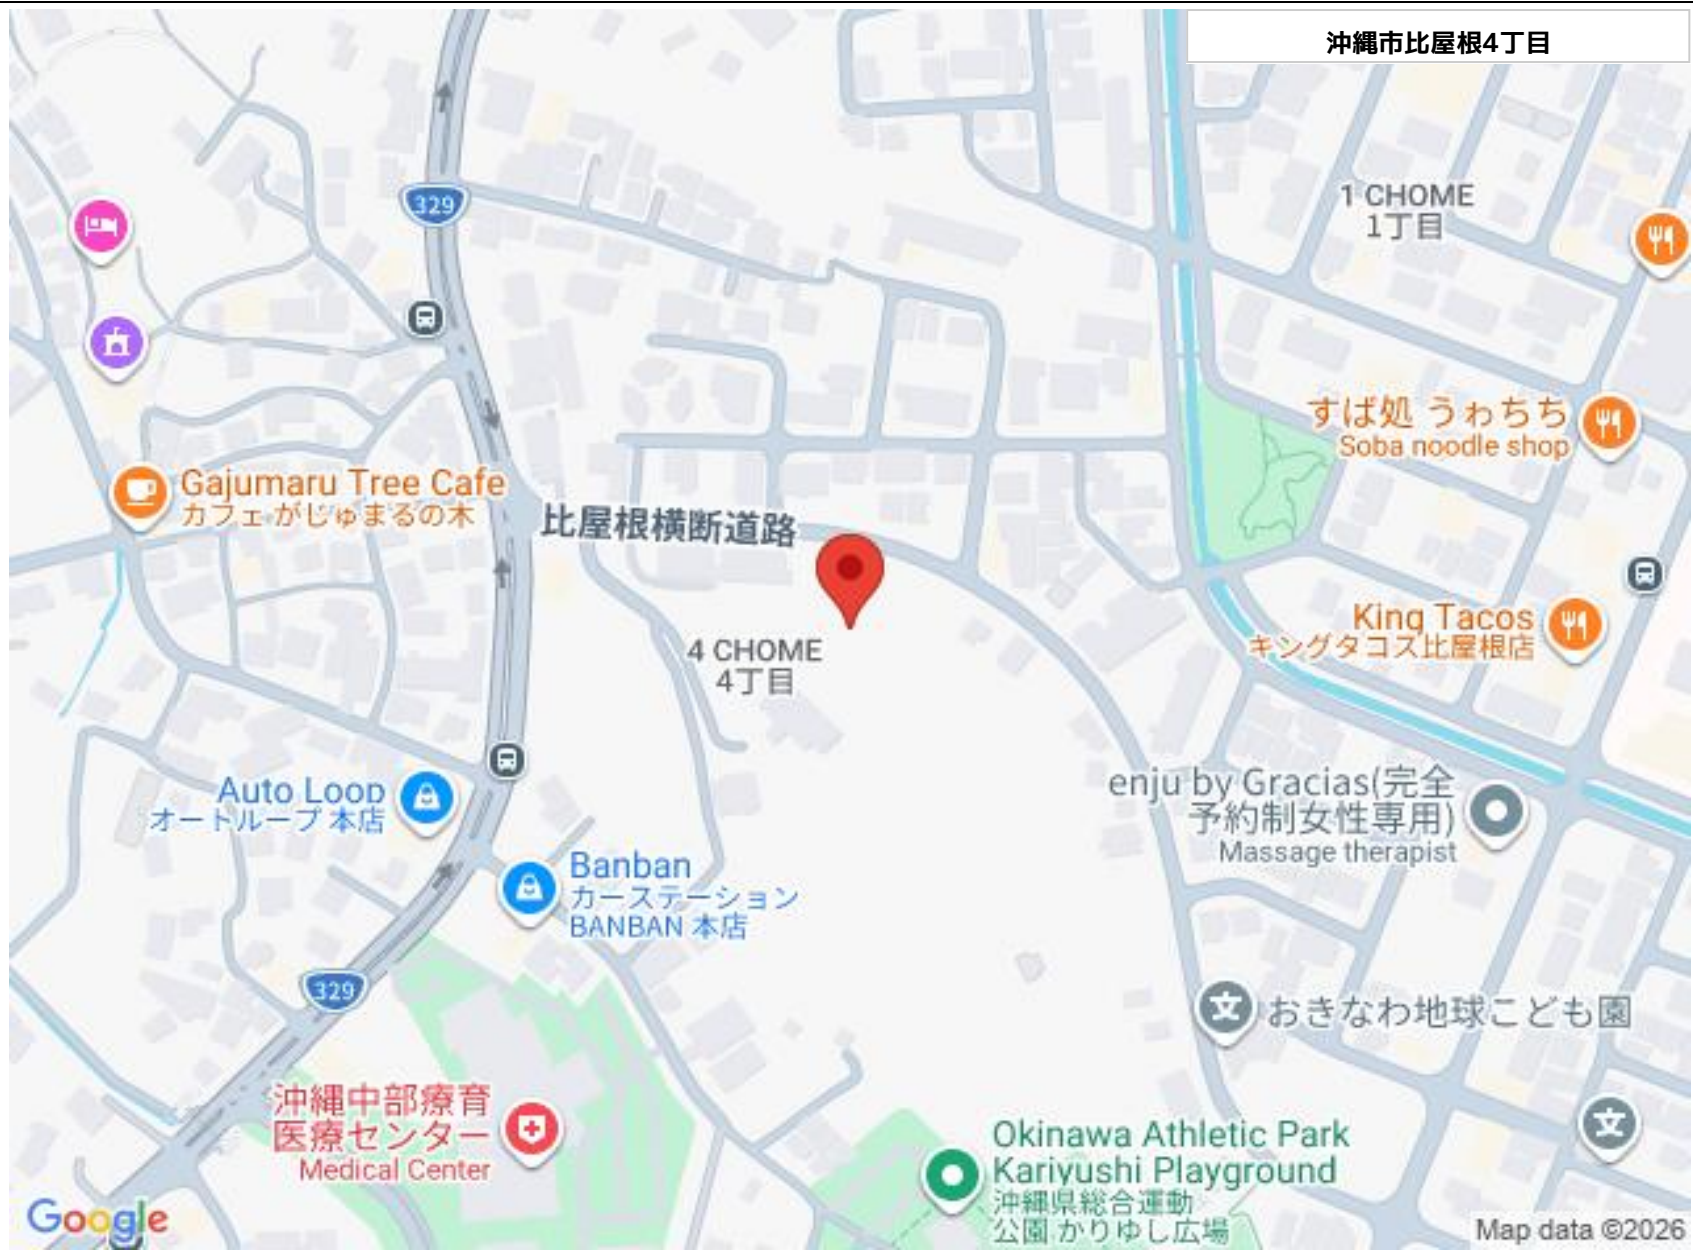 沖縄市比屋根4丁目
1 CHOME
1丁目
329
すば処 うゎちち
Soba noodle shop
Gajumaru Tree Cafe
カフェ がじゅまるの木
比屋根横断道路
King Tacos
キングタコス比屋根店
4 CHOME
4丁目
enju by Gracias(完全
予約制女性専用)
Massage therapist
Auto Loop
オートループ 本店
Banban
カーステーション
BANBAN 本店
329
文
おきなわ地球こども園
沖縄中部療育
医療センター
Medical Center
文
Okinawa Athletic Park
Kariyushi Playground
沖縄県総合運動
公園 かりゆし広場
Google
Map data ©2026